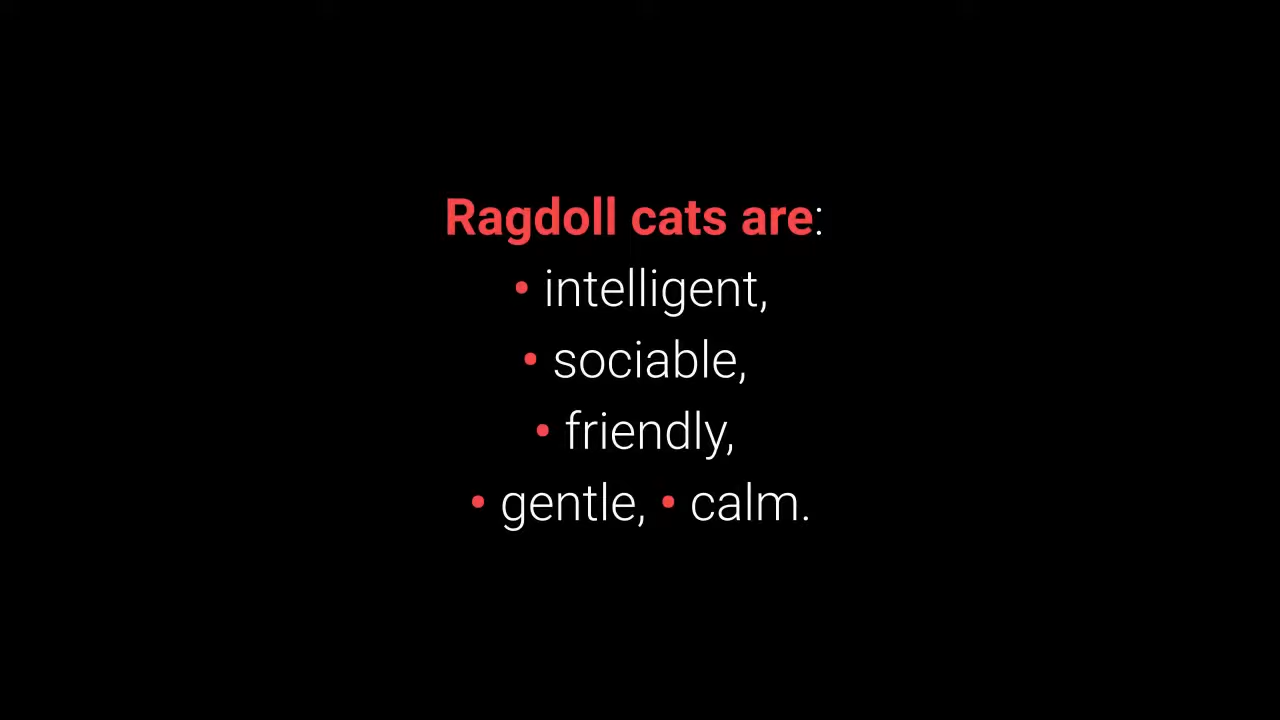 Ragdoll cats are:
• intelligent,
• sociable,
• friendly,
• gentle, • calm.